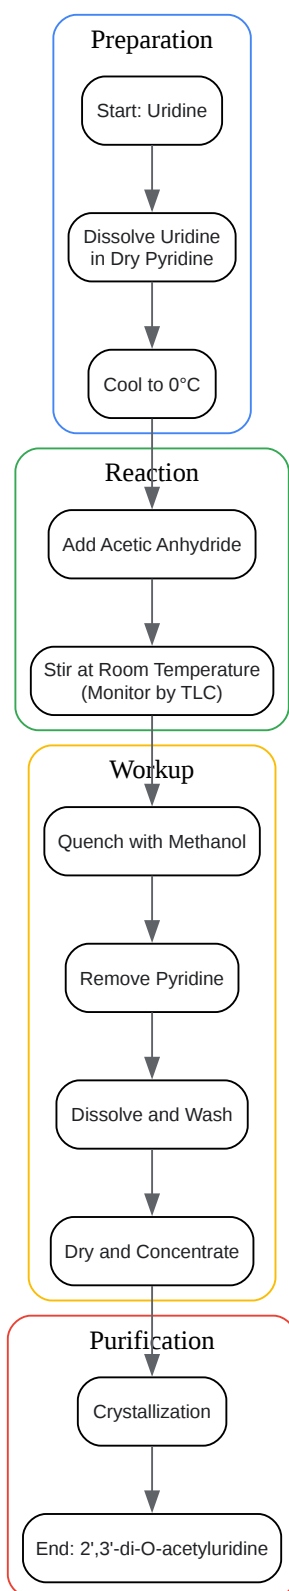 Preparation
Start: Uridine
Dissolve Uridine
in Dry Pyridine
Cool to 0°C
Reaction
Add Acetic Anhydride
Stir at Room Temperature
(Monitor by TLC)
Workup
Quench with Methanol
Remove Pyridine
Dissolve and Wash
Dry and Concentrate
Purification
Crystallization
End: 2',3'-di-O-acetyluridine